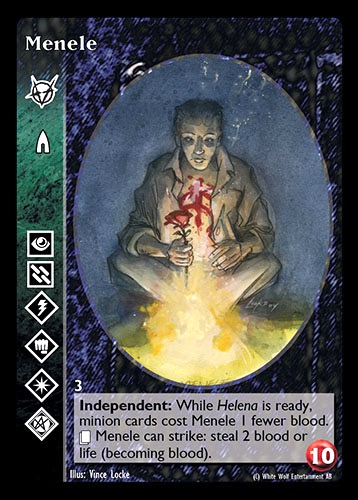 Menele
3
Independent: While Helena is ready,
minion cards cost Menele 1 fewer blood.
Menele can strike: steal 2 blood or
life (becoming blood).
10
Illus: Vince Locke
(C) White Wolf Entertainment AB